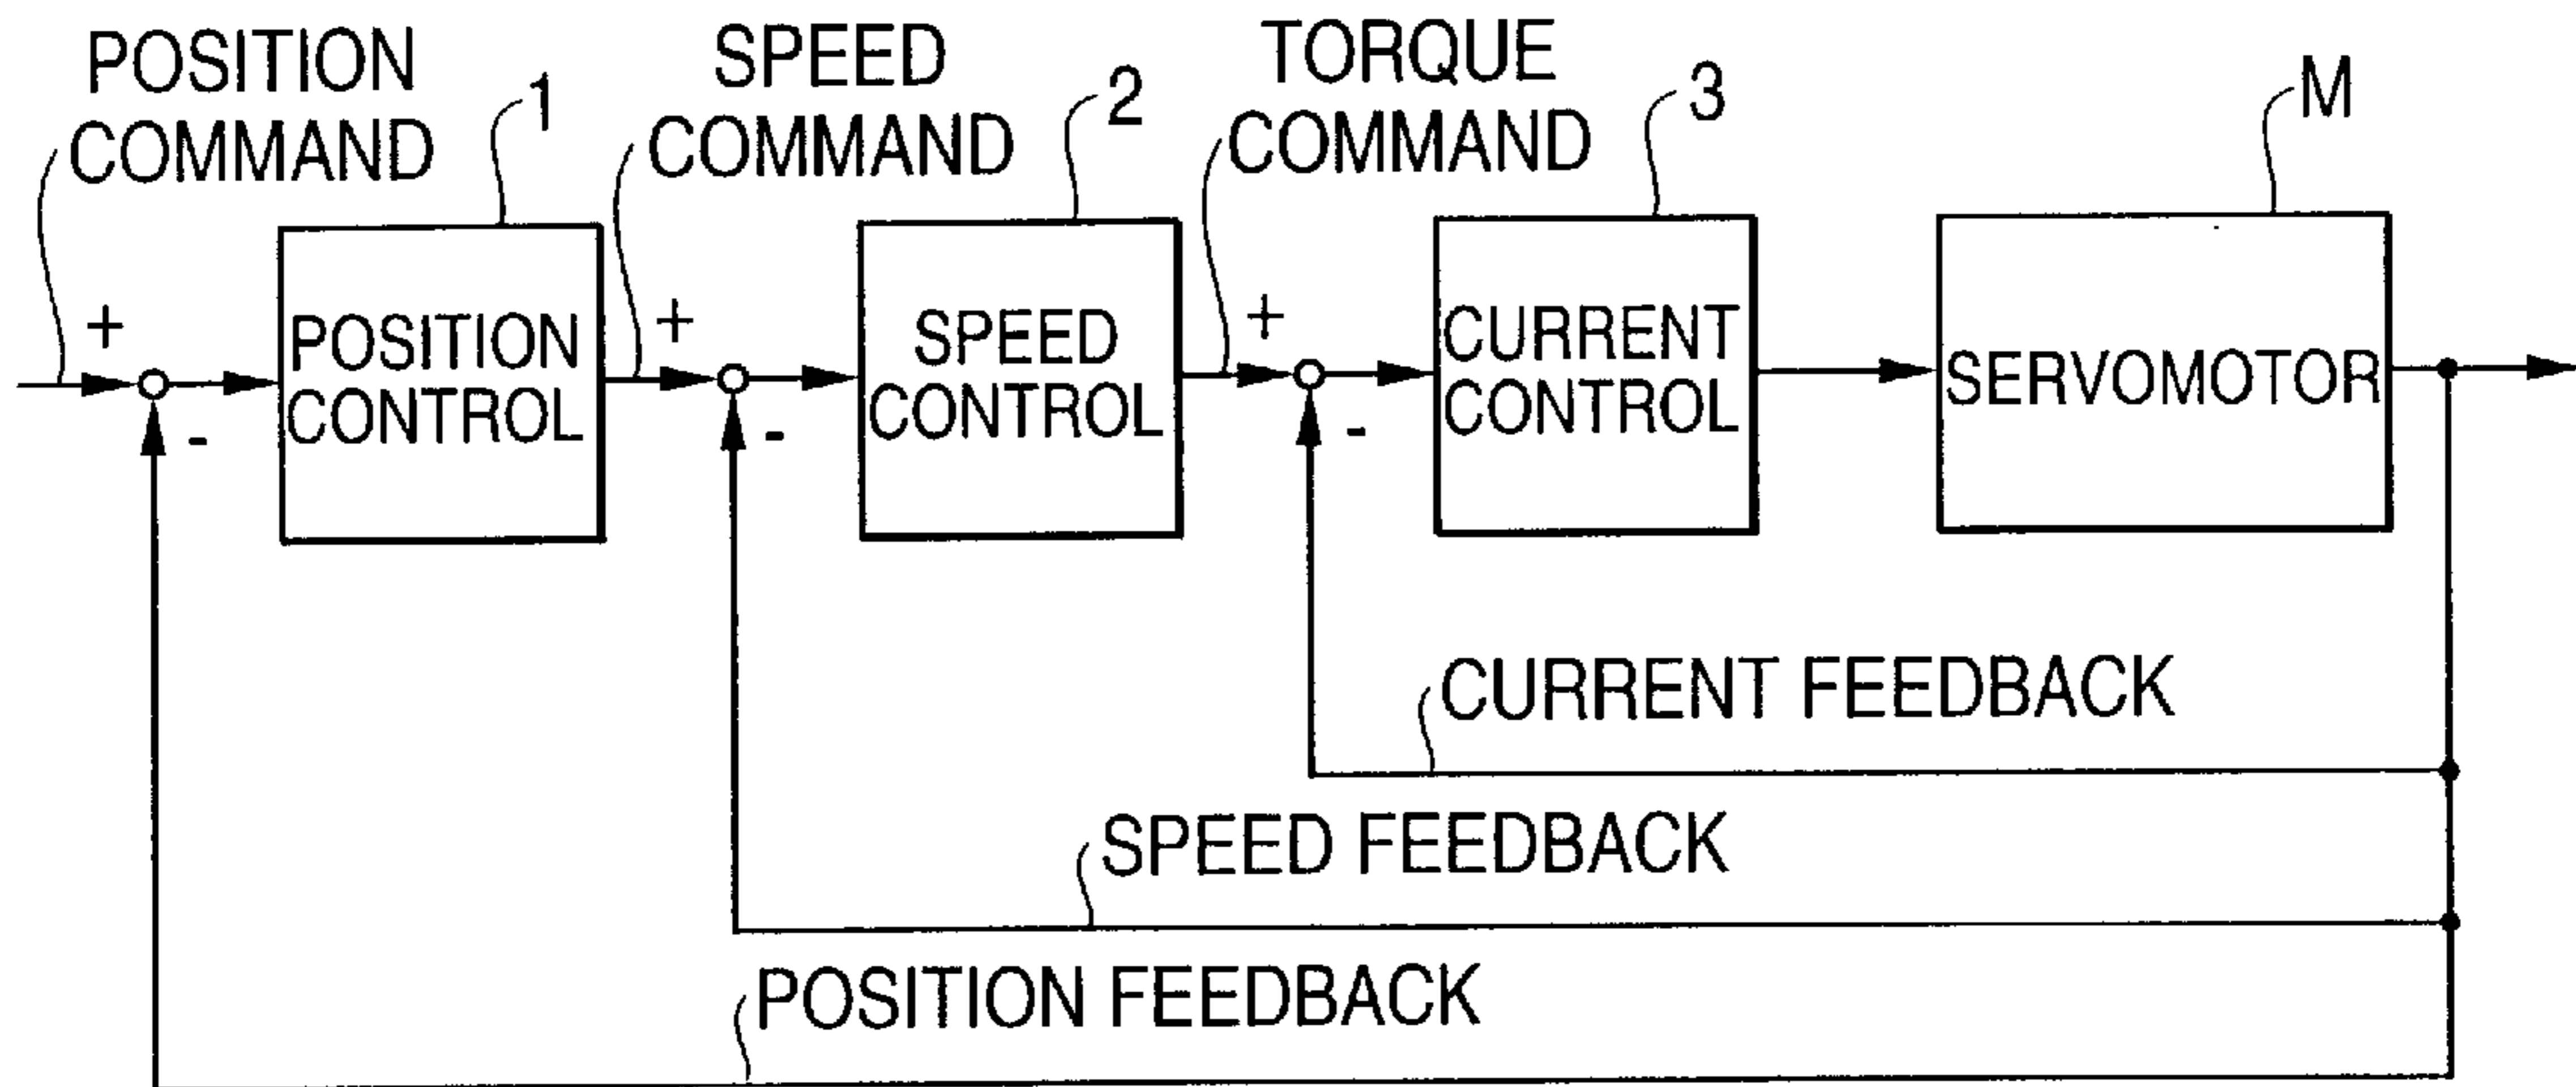 POSITION
COMMAND
1
SPEED
COMMAND
2
TORQUE
COMMAND
3
M
+
POSITION
CONTROL
-
+
SPEED
CONTROL
-
+
CURRENT
CONTROL
-
SERVOMOTOR
CURRENT FEEDBACK
SPEED FEEDBACK
POSITION FEEDBACK